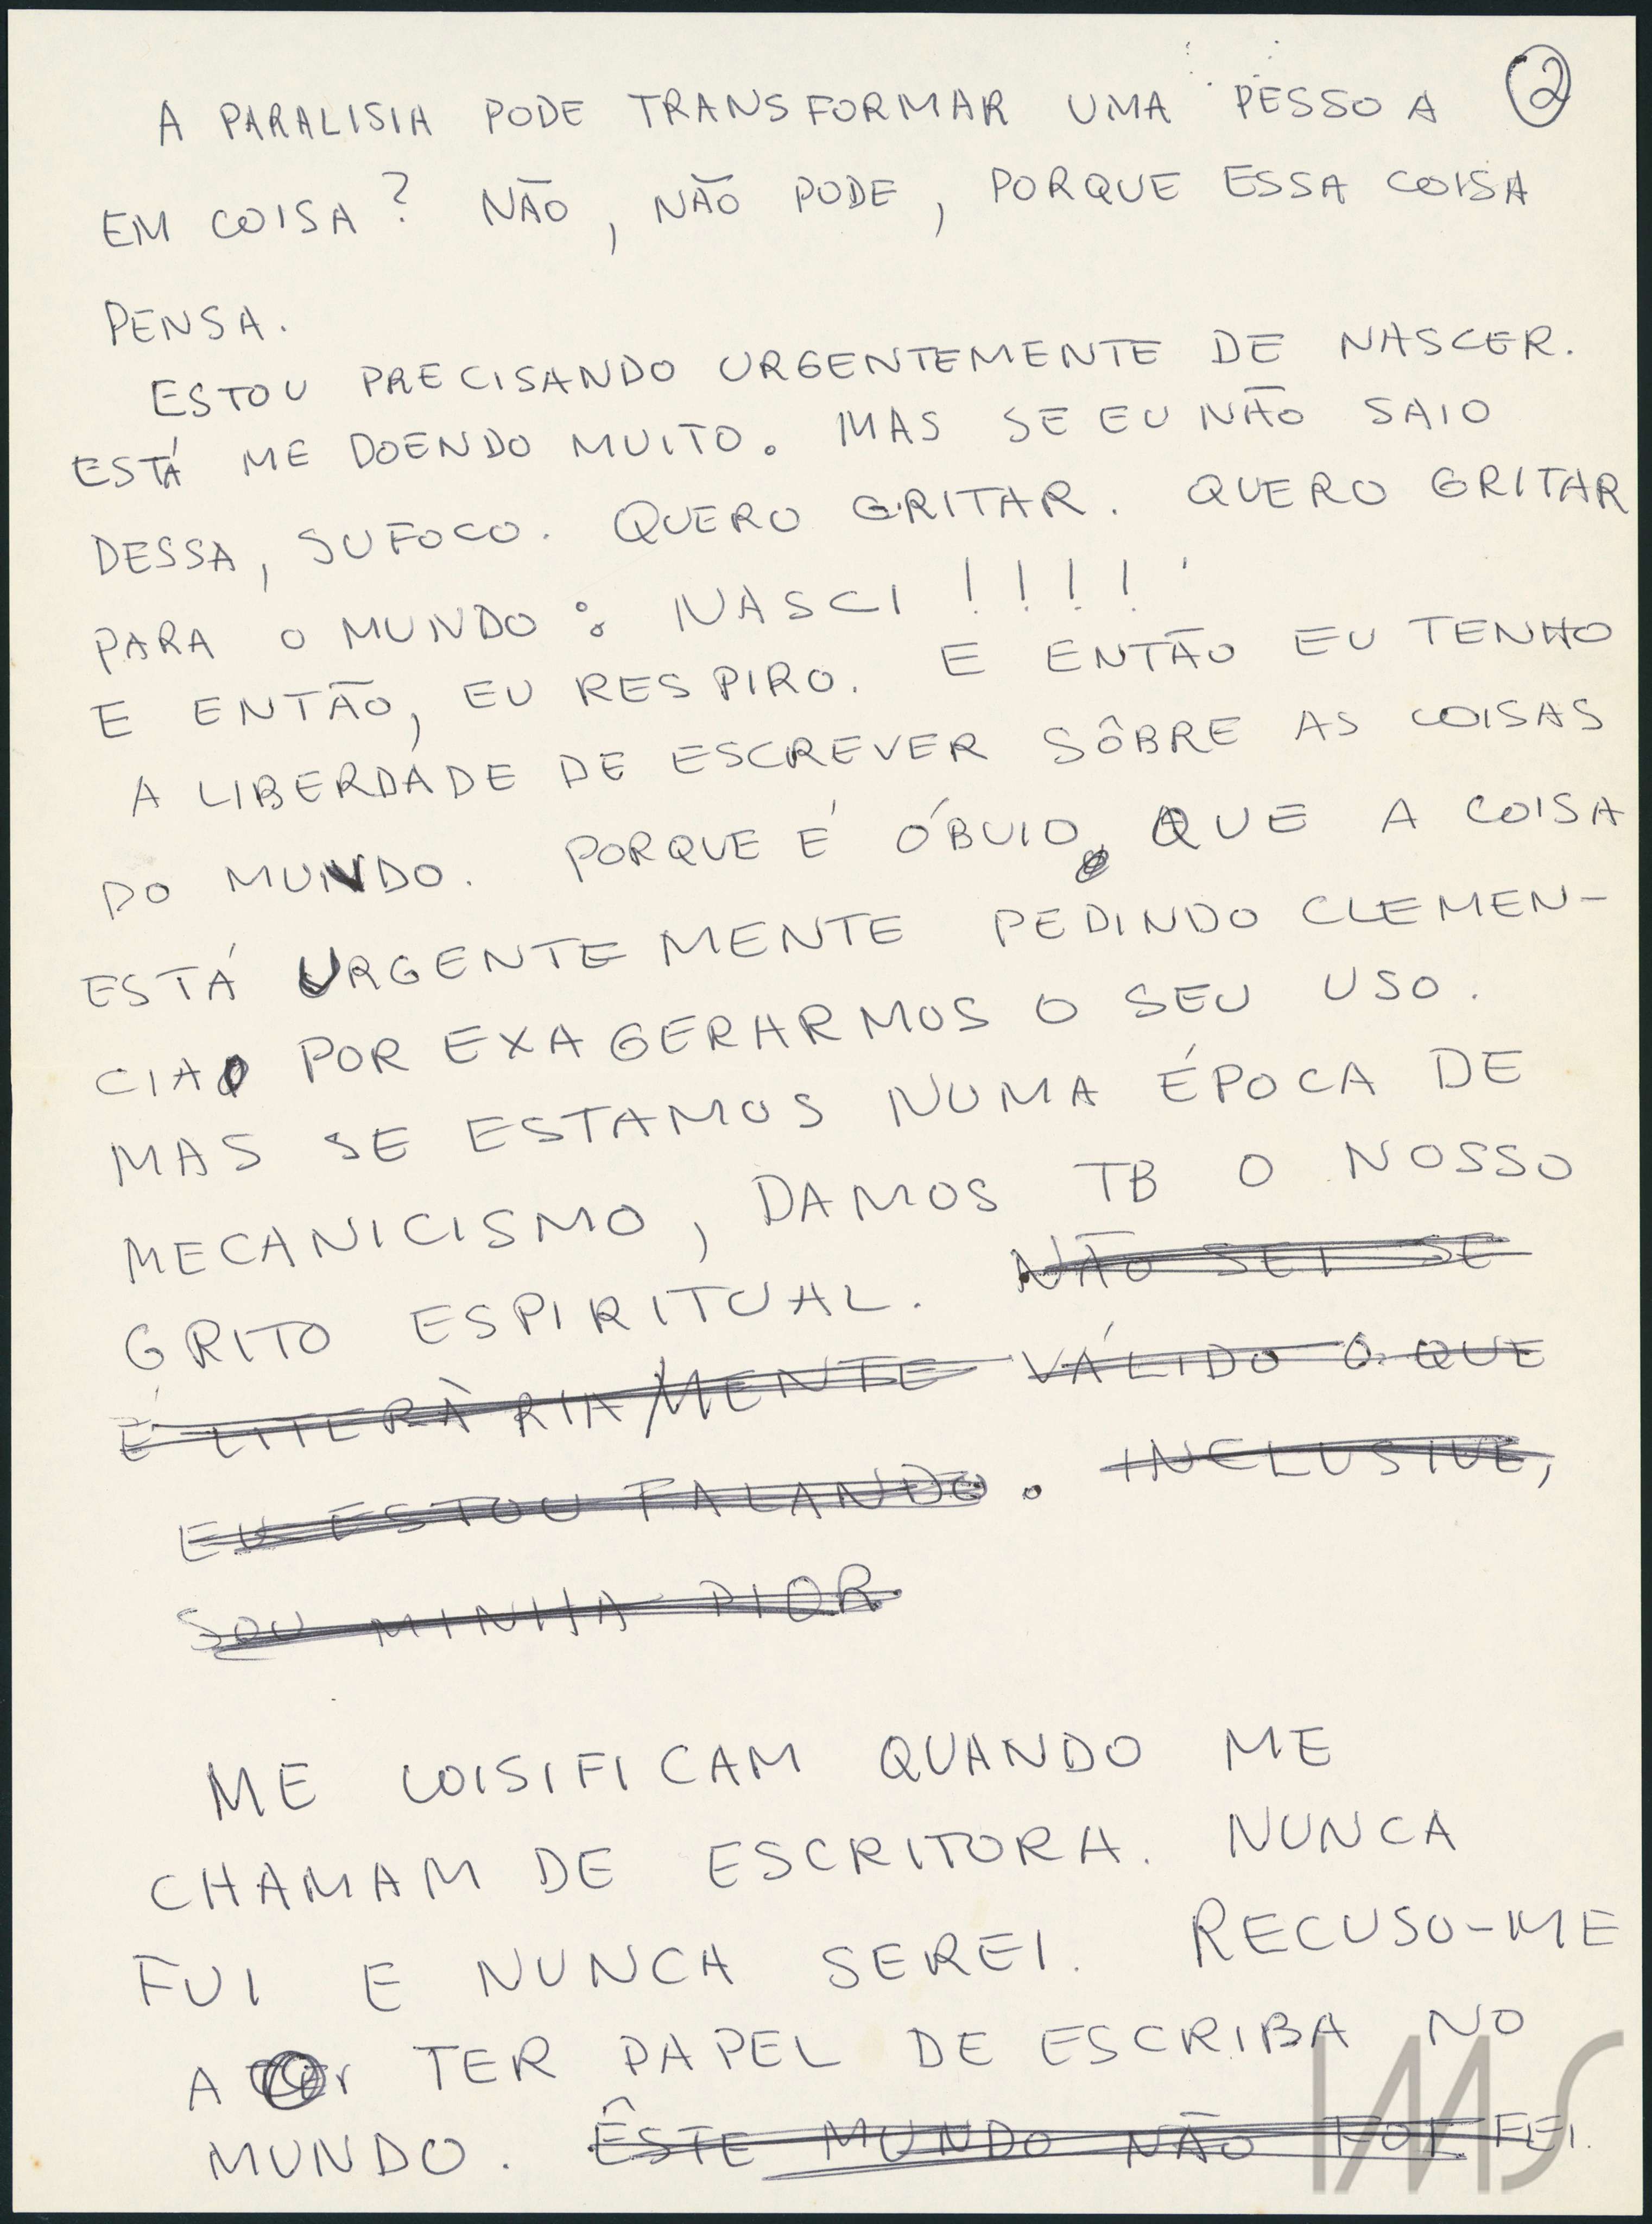 A PARALISIA PODE TRANSFORMAR UMA PESSOA 2
EM COISA? NÃO, NÃO PODE, PORQUE ESSA COISA
PENSA.
ESTOU PRECISANDO URGENTEMENTE DE NASCER.
ESTÁ ME DOENDO MUITO. MAS SE EU NÃO SAIO
DESSA, SUFOCO. QUERO GRITAR. QUERO GRITAR
PARA O MUNDO: NASCI!!!!
E ENTÃO, EU RESPIRO. E ENTÃO EU TENHO
A LIBERDADE DE ESCREVER SÔBRE AS COISAS
DO MUNDO. PORQUE É ÓBVIO QUE A COISA
ESTÁ URGENTEMENTE PEDINDO CLEMEN-
CIA POR EXAGERARMOS O SEU USO.
MAS SE ESTAMOS NUMA ÉPOCA DE
MECANICISMO, DAMOS TB O NOSSO
GRITO ESPIRITUAL. NÃO SEI SE
É LITERÀRIAMENTE VÁLIDO O QUE
EU ESTOU FALANDO. INCLUSIVE,
SOU MINHA PIOR
ME COISIFICAM QUANDO ME
CHAMAM DE ESCRITORA. NUNCA
FUI E NUNCA SEREI. RECUSO-ME
A TER PAPEL DE ESCRIBA NO
MUNDO. ÊSTE MUNDO NÃO FOI FEI
IMS